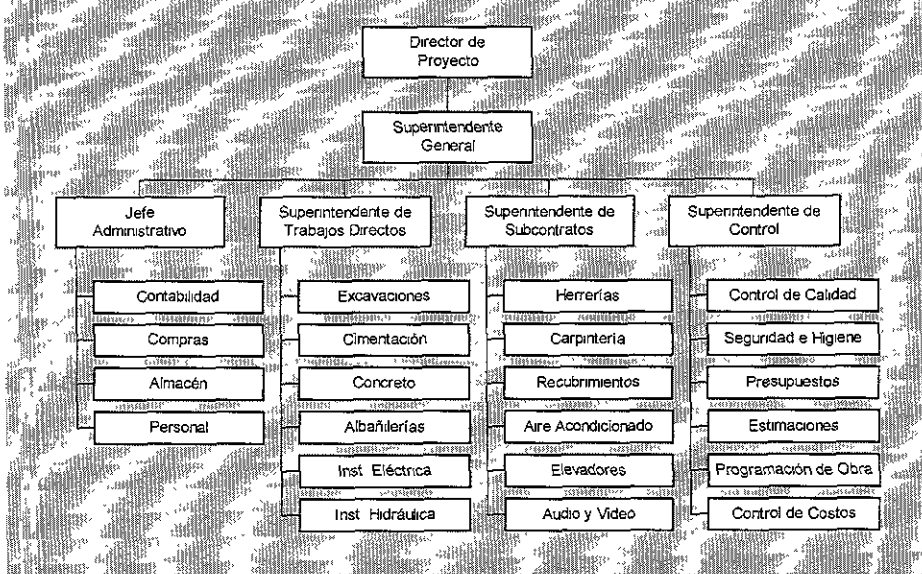 Director de
Proyecto
Superintendente
General
Jefe
Administrativo
Superintendente de
Trabajos Directos
Superintendente de
Subcontratos
Superintendente de
Control
Contabilidad
Compras
Almacén
Personal
Excavaciones
Cimentación
Concreto
Albañilerías
Inst Eléctrica
Inst Hidráulica
Herrerías
Carpintería
Recubrimientos
Aire Acondicionado
Elevadores
Audio y Video
Control de Calidad
Seguridad e Higiene
Presupuestos
Estimaciones
Programación de Obra
Control de Costos